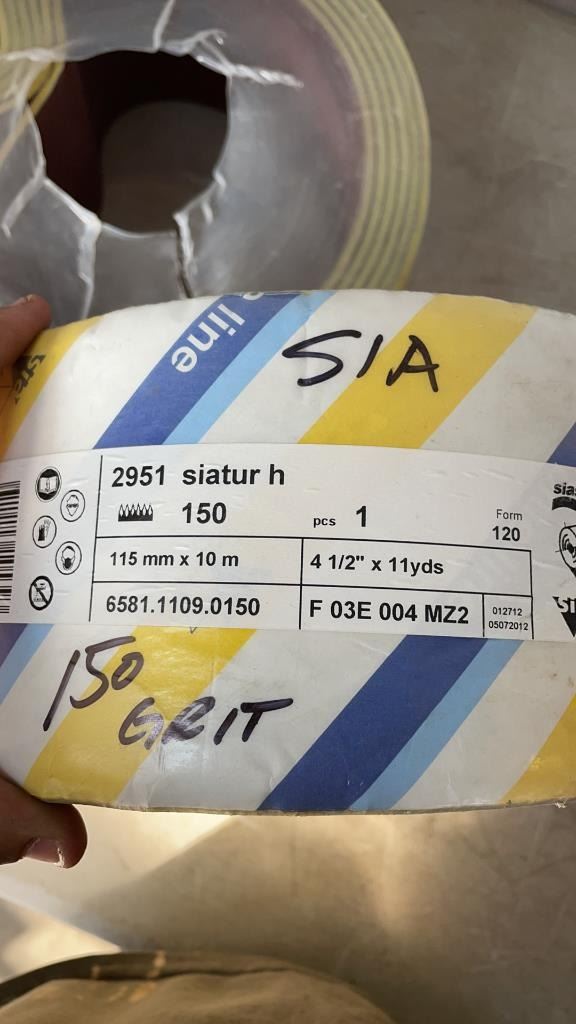 line
SIA
2951 siatur h
150
pcs 1
Form
120
115 mm x 10 m
4 1/2" x 11yds
6581.1109.0150
F 03E 004 MZ2
012712
05072012
150
GRIT